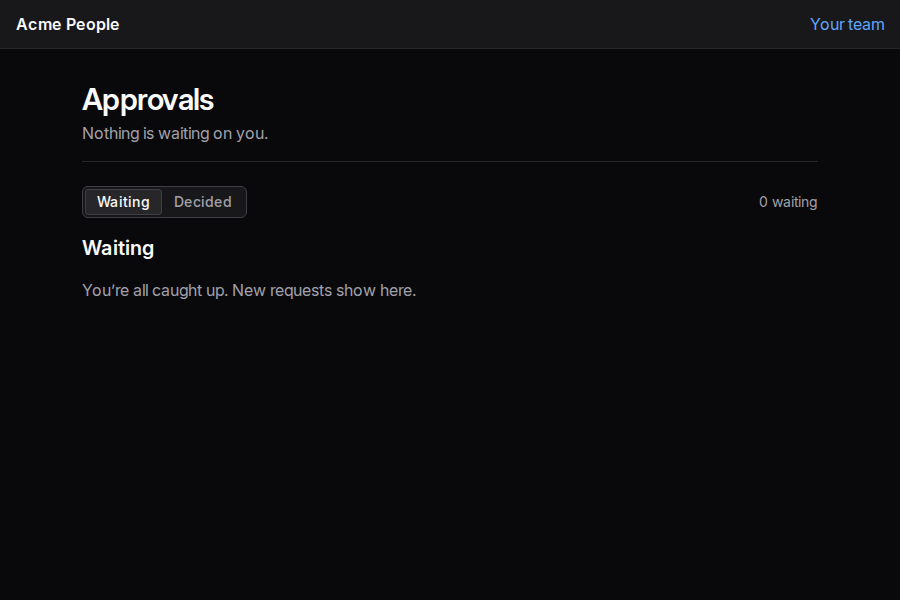 Acme People
Your team
Approvals
Nothing is waiting on you.
Waiting
Decided
0 waiting
Waiting
You’re all caught up. New requests show here.